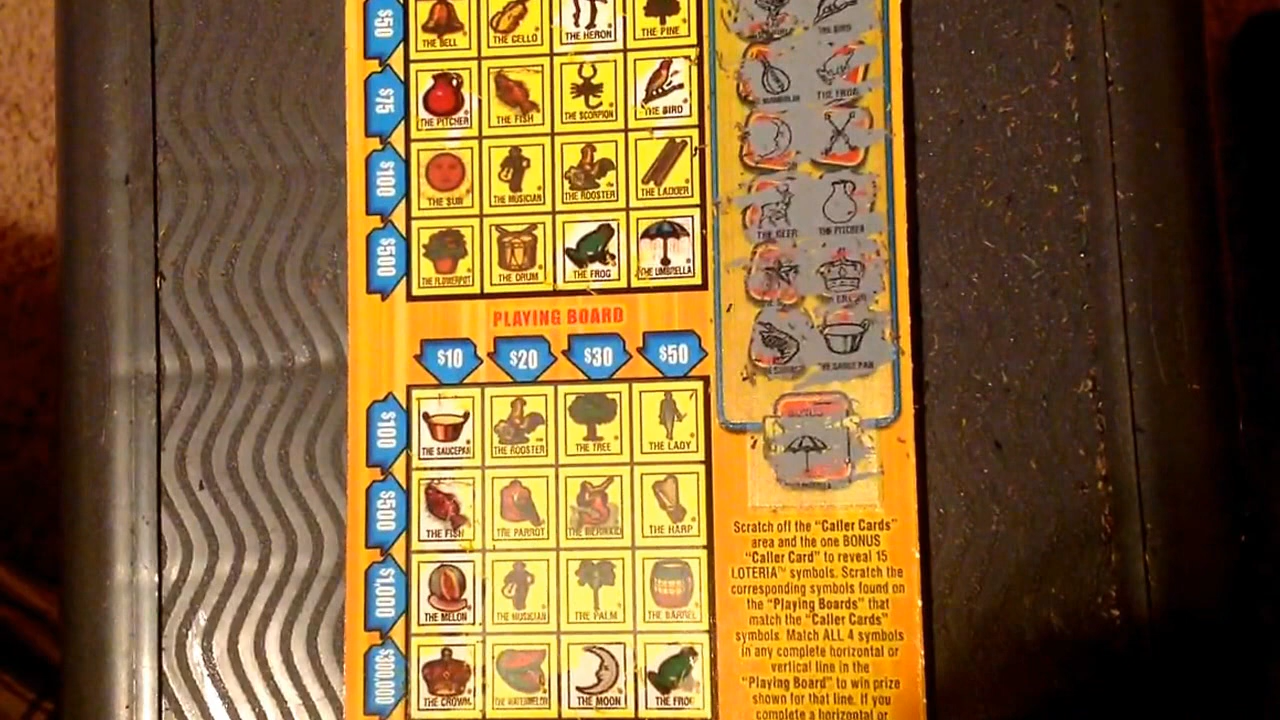 $50
THE BELL
THE CELLO
THE HERON
THE PINE
$75
THE PITCHER
THE FISH
THE SCORPION
THE BIRD
$100
THE SUN
THE MUSICIAN
THE ROOSTER
THE LADDER
$500
THE FLOWERPOT
THE DRUM
THE FROG
THE UMBRELLA
PLAYING BOARD
$10
$20
$30
$50
$100
THE SAUCEPAN
THE ROOSTER
THE TREE
THE LADY
$500
THE FISH
THE PARROT
THE MERMAID
THE HARP
$1,000
THE MELON
THE MUSICIAN
THE PALM
THE BARREL
$300,000
THE CROWN
THE WATERMELON
THE MOON
THE FROG
THE BIRD
THE FROG
THE DEER
THE PITCHER
THE SAUCEPAN
Scratch off the "Caller Cards"
area and the one BONUS
"Caller Card" to reveal 15
LOTERIA™ symbols. Scratch the
corresponding symbols found on
the "Playing Boards" that
match the "Caller Cards"
symbols. Match ALL 4 symbols
in any complete horizontal or
vertical line in the
"Playing Board" to win prize
shown for that line. If you
complete a horizontal or